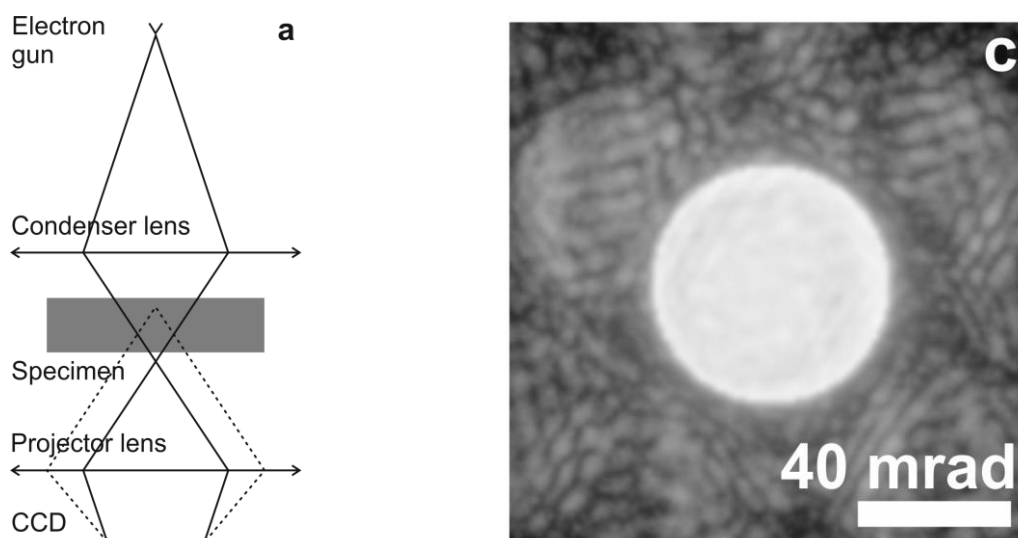 Electron
gun
a
Condenser lens
Specimen
Projector lens
CCD
c
40 mrad